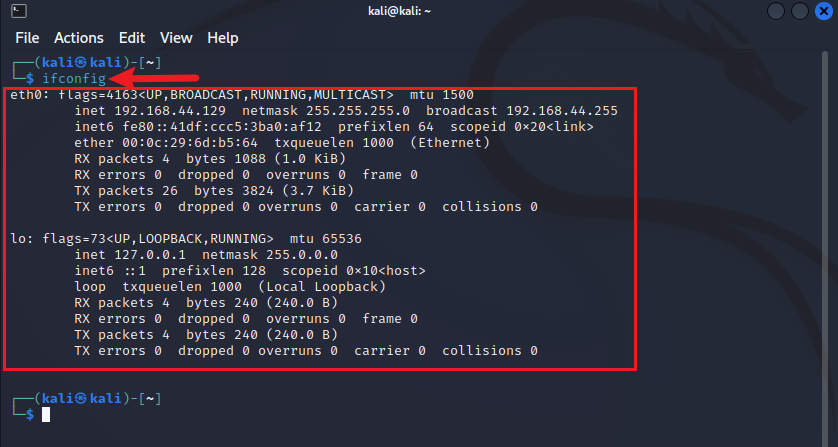 kali@kali: ~
File Actions Edit View Help
┌──(kali㉿kali)-[~]
└─$ ifconfig
eth0: flags=4163<UP,BROADCAST,RUNNING,MULTICAST>  mtu 1500
        inet 192.168.44.129  netmask 255.255.255.0  broadcast 192.168.44.255
        inet6 fe80::41df:ccc5:3ba0:af12  prefixlen 64  scopeid 0×20<link>
        ether 00:0c:29:6d:b5:64  txqueuelen 1000  (Ethernet)
        RX packets 4  bytes 1088 (1.0 KiB)
        RX errors 0  dropped 0  overruns 0  frame 0
        TX packets 26  bytes 3824 (3.7 KiB)
        TX errors 0  dropped 0 overruns 0  carrier 0  collisions 0
lo: flags=73<UP,LOOPBACK,RUNNING>  mtu 65536
        inet 127.0.0.1  netmask 255.0.0.0
        inet6 ::1  prefixlen 128  scopeid 0×10<host>
        loop  txqueuelen 1000  (Local Loopback)
        RX packets 4  bytes 240 (240.0 B)
        RX errors 0  dropped 0  overruns 0  frame 0
        TX packets 4  bytes 240 (240.0 B)
        TX errors 0  dropped 0 overruns 0  carrier 0  collisions 0
┌──(kali㉿kali)-[~]
└─$